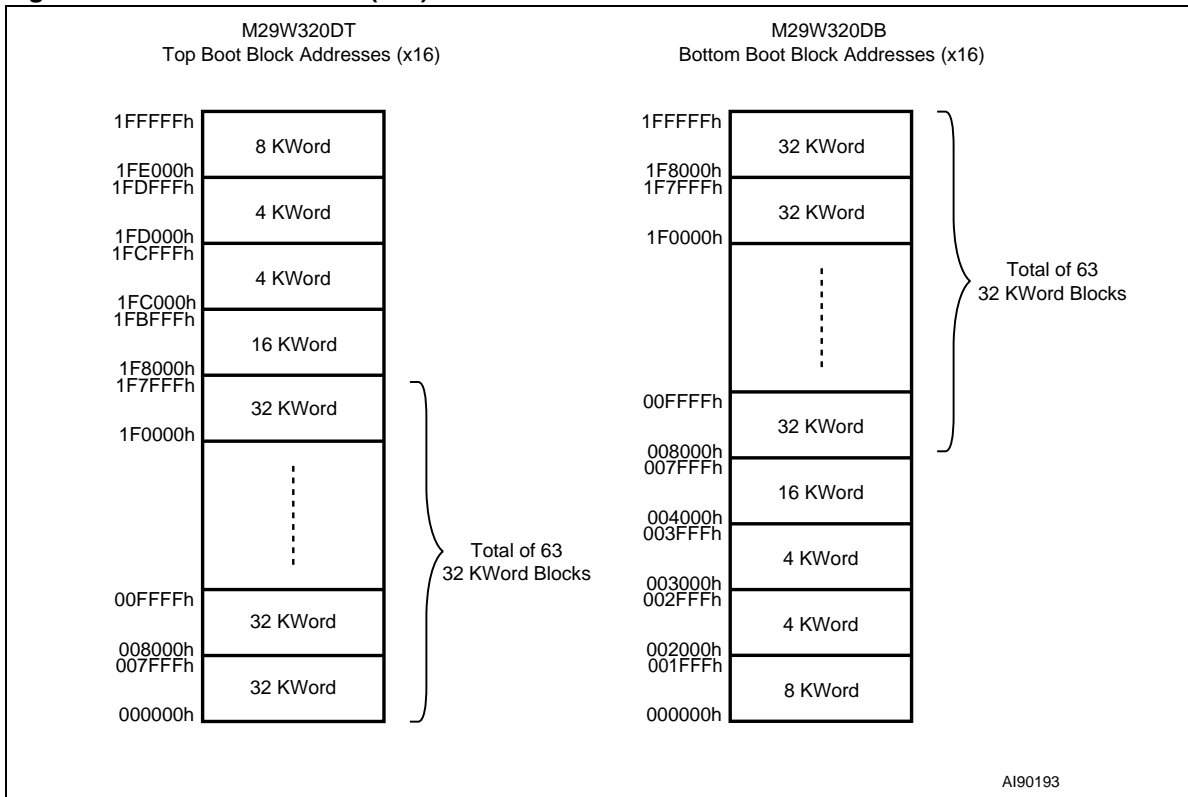 M29W320DT
Top Boot Block Addresses (x16)
1FFFFFh
8 KWord
1FE000h
1FDFFFh
4 KWord
1FD000h
1FCFFFh
4 KWord
1FC000h
1FBFFFh
16 KWord
1F8000h
1F7FFFh
32 KWord
1F0000h
Total of 63
32 KWord Blocks
00FFFFh
32 KWord
008000h
007FFFh
32 KWord
000000h
M29W320DB
Bottom Boot Block Addresses (x16)
1FFFFFh
32 KWord
1F8000h
1F7FFFh
32 KWord
1F0000h
Total of 63
32 KWord Blocks
00FFFFh
32 KWord
008000h
007FFFh
16 KWord
004000h
003FFFh
4 KWord
003000h
002FFFh
4 KWord
002000h
001FFFh
8 KWord
000000h
AI90193